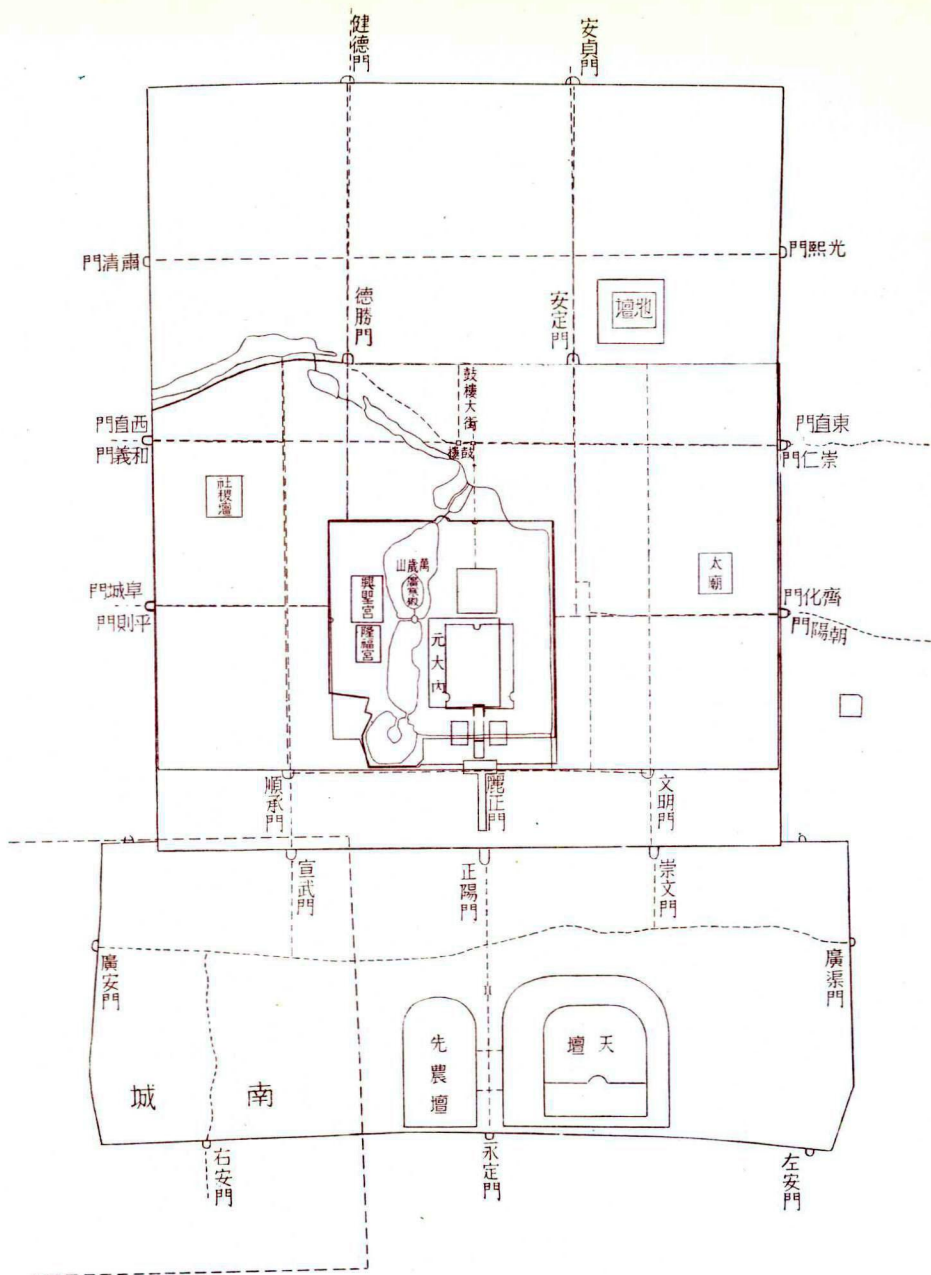 健德門
安貞門
肅清門
光熙門
德勝門
安定門
地壇
鼓樓大街
西直門
和義門
鼓樓
東直門
崇仁門
社稷壇
太廟
萬歲山
廣寒殿
興聖宮
隆福宮
元大內
阜城門
平則門
齊化門
朝陽門
順承門
麗正門
文明門
宣武門
正陽門
崇文門
廣安門
廣渠門
先農壇
天壇
南城
右安門
永定門
左安門